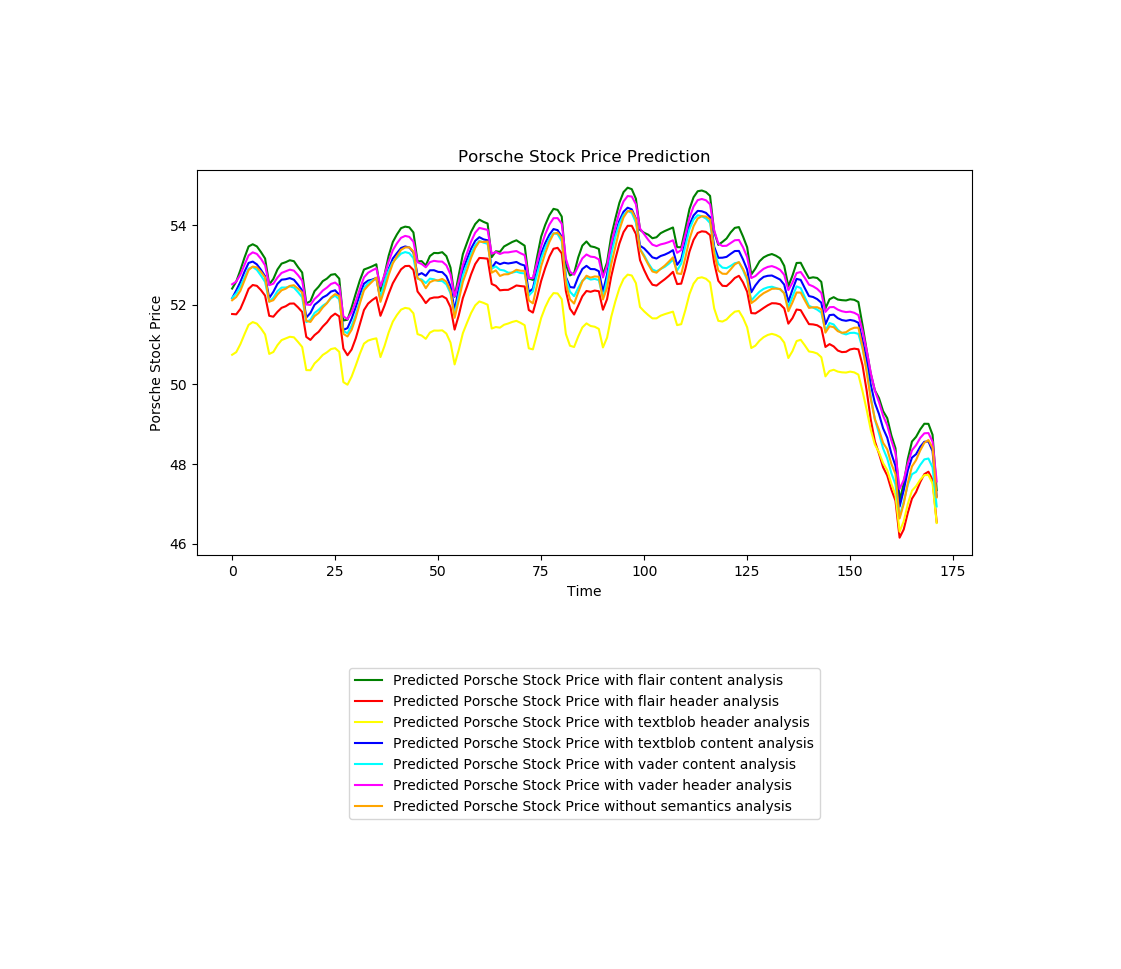 Porsche Stock Price Prediction
Porsche Stock Price
54
52
50
48
46
0 25 50 75 100 125 150 175
Time
Predicted Porsche Stock Price with flair content analysis
Predicted Porsche Stock Price with flair header analysis
Predicted Porsche Stock Price with textblob header analysis
Predicted Porsche Stock Price with textblob content analysis
Predicted Porsche Stock Price with vader content analysis
Predicted Porsche Stock Price with vader header analysis
Predicted Porsche Stock Price without semantics analysis